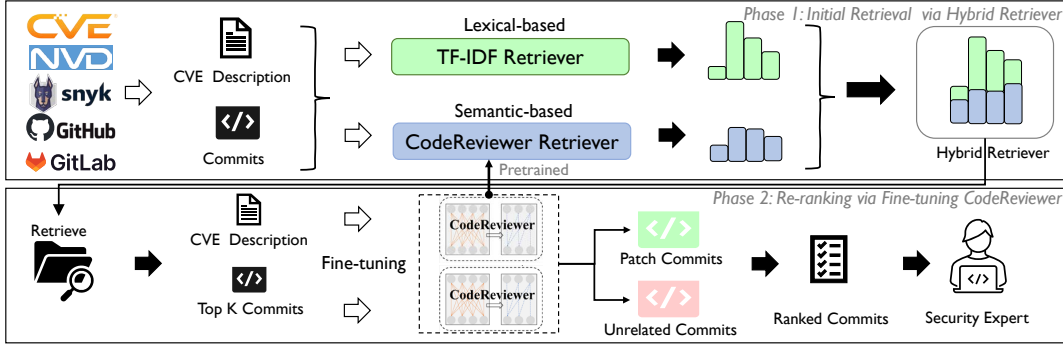 Phase 1: Initial Retrieval via Hybrid Retriever
CVE
NVD
snyk
GitHub
GitLab
CVE Description
</>
Commits
Lexical-based
TF-IDF Retriever
Semantic-based
CodeReviewer Retriever
Pretrained
Hybrid Retriever
Phase 2: Re-ranking via Fine-tuning CodeReviewer
Retrieve
CVE Description
</>
Top K Commits
Fine-tuning
CodeReviewer
CodeReviewer
</>
Patch Commits
</>
Unrelated Commits
Ranked Commits
</>
Security Expert